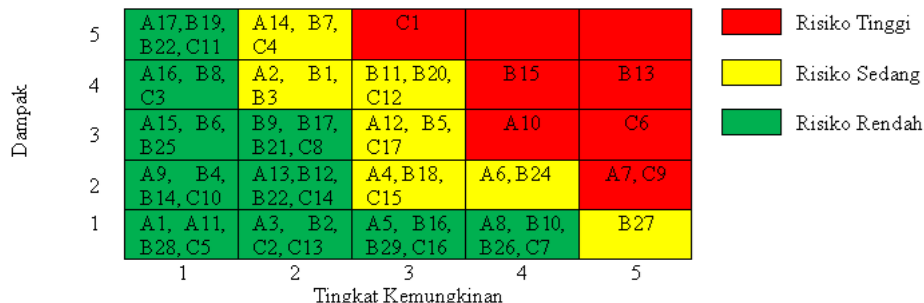 5
A17,B19,
B22, C11
A14, B7,
C4
C1
4
A16, B8,
C3
A2, B1,
B3
B11, B20,
C12
B15
B13
3
A15, B6,
B25
B9, B17,
B21, C8
A12, B5,
C17
A10
C6
2
A9, B4,
B14, C10
A13, B12,
B22, C14
A4, B18,
C15
A6, B24
A7, C9
1
A1, A11,
B28, C5
A3, B2,
C2, C13
A5, B16,
B29, C16
A8, B10,
B26, C7
B27
1 2 3 4 5
Tingkat Kemungkinan
Dampak
Risiko Tinggi
Risiko Sedang
Risiko Rendah